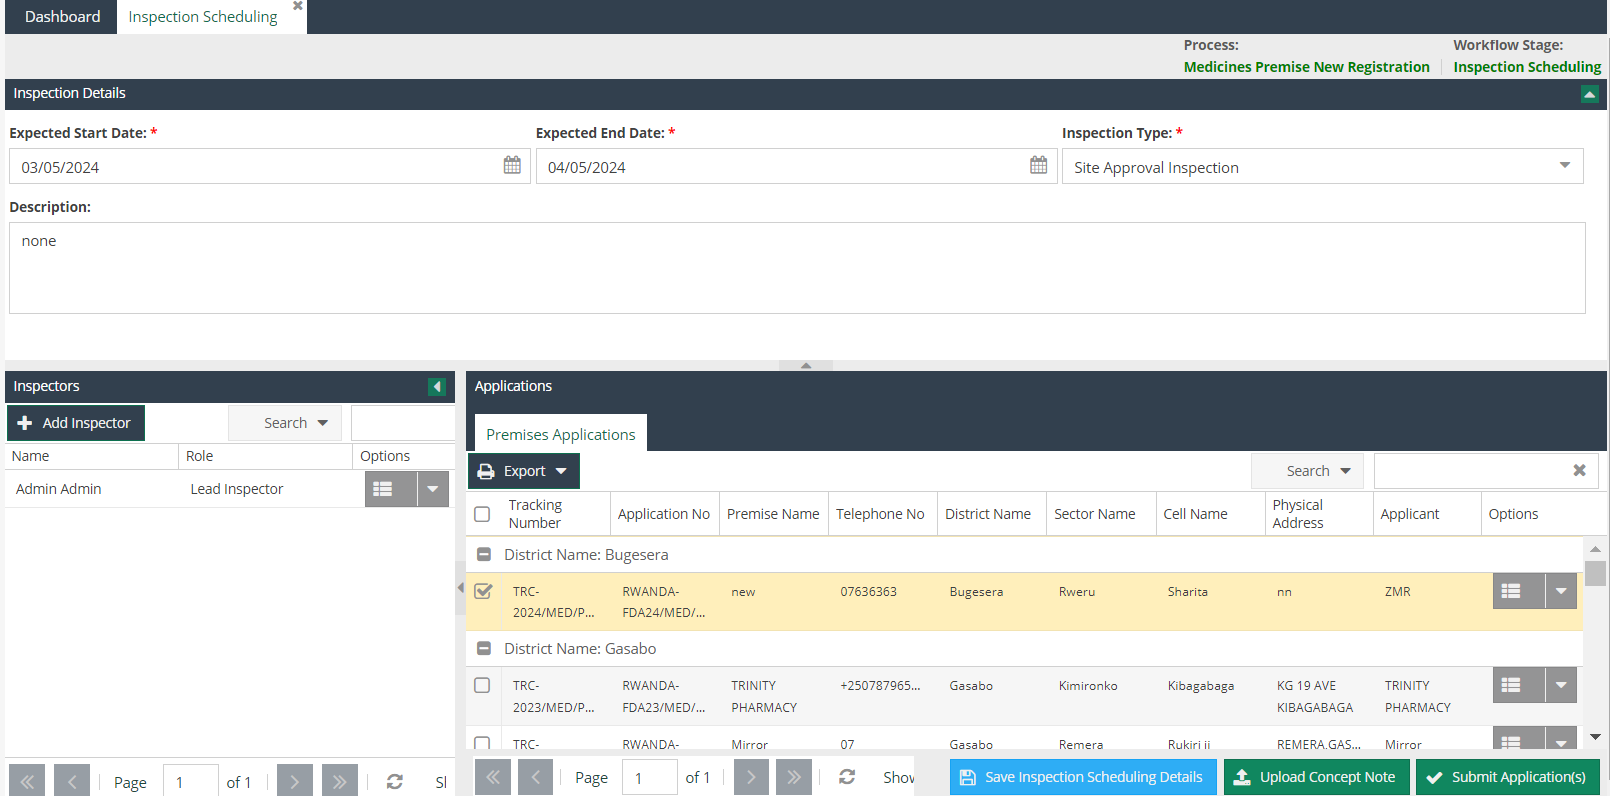 Dashboard
Inspection Scheduling
Process:
Workflow Stage:
Medicines Premise New Registration
Inspection Scheduling
Inspection Details
Expected Start Date: *
Expected End Date: *
Inspection Type: *
03/05/2024
04/05/2024
Site Approval Inspection
Description:
none
Inspectors
Add Inspector
Search
Name
Role
Options
Admin Admin
Lead Inspector
Page
1
of 1
Applications
Premises Applications
Export
Search
Tracking
Number
Application No
Premise Name
Telephone No
District Name
Sector Name
Cell Name
Physical
Address
Applicant
Options
District Name: Bugesera
TRC-
2024/MED/P...
RWANDA-
FDA24/MED/...
new
07636363
Bugesera
Rweru
Sharita
nn
ZMR
District Name: Gasabo
TRC-
2023/MED/P...
RWANDA-
FDA23/MED/...
TRINITY
PHARMACY
+250787965...
Gasabo
Kimironko
Kibagabaga
KG 19 AVE
KIBAGABAGA
TRINITY
PHARMACY
TRC-
RWANDA-
Mirror
07
Gasabo
Remera
Rukiri ii
REMERA,GAS...
Mirror
Page
1
of 1
Save Inspection Scheduling Details
Upload Concept Note
Submit Application(s)